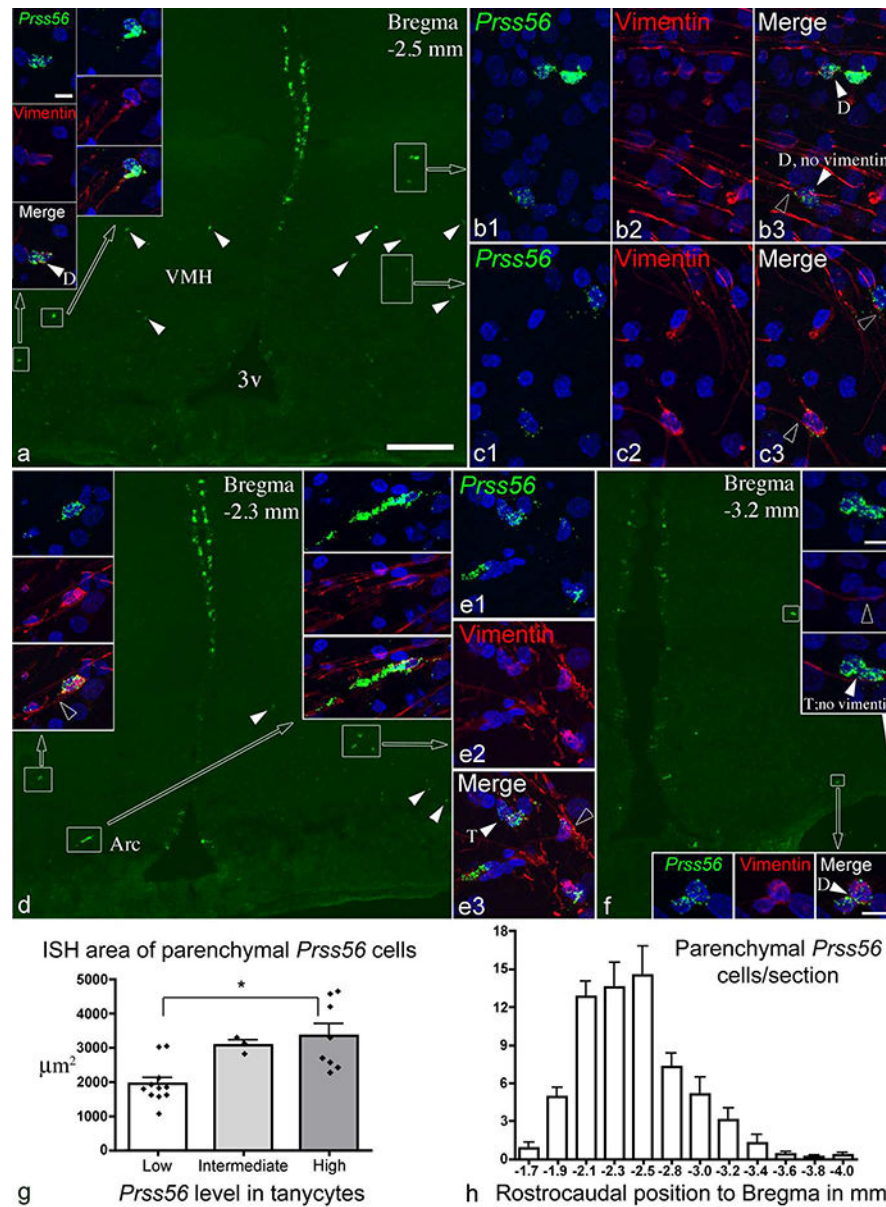 Prss56
Vimentin
Merge
D
VMH
3v
Bregma
-2.5 mm
a
Prss56
Vimentin
Merge
D
D, no vimentin
b1
b2
b3
Prss56
Vimentin
Merge
c1
c2
c3
Bregma
-2.3 mm
Arc
d
Prss56
e1
Vimentin
e2
Merge
T
e3
Bregma
-3.2 mm
T;no vimentin
Prss56
Vimentin
Merge
D
f
ISH area of parenchymal Prss56 cells
*
5000
4000
3000
2000
1000
0
µm2
Low
Intermediate
High
g
Prss56 level in tanycytes
Parenchymal Prss56
cells/section
18
15
12
9
6
3
0
-1.7 -1.9 -2.1 -2.3 -2.5 -2.8 -3.0 -3.2 -3.4 -3.6 -3.8 -4.0
h
Rostrocaudal position to Bregma in mm